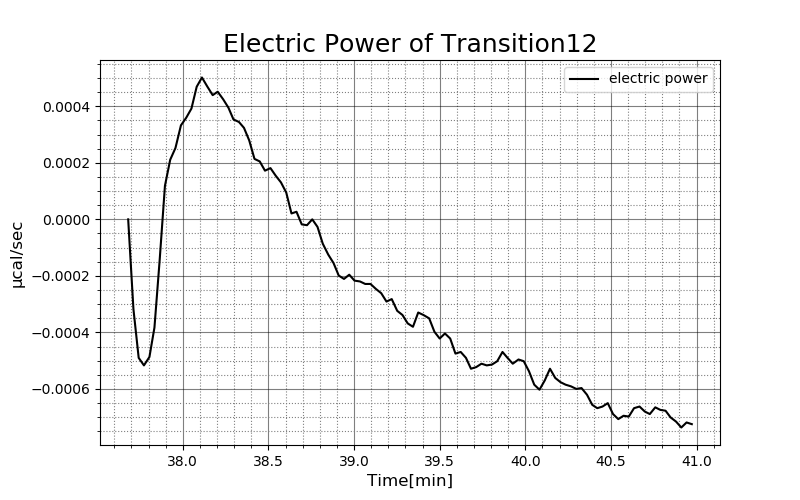 Electric Power of Transition12
electric power
0.0004
0.0002
0.0000
−0.0002
−0.0004
−0.0006
µcal/sec
38.0 38.5 39.0 39.5 40.0 40.5 41.0
Time[min]